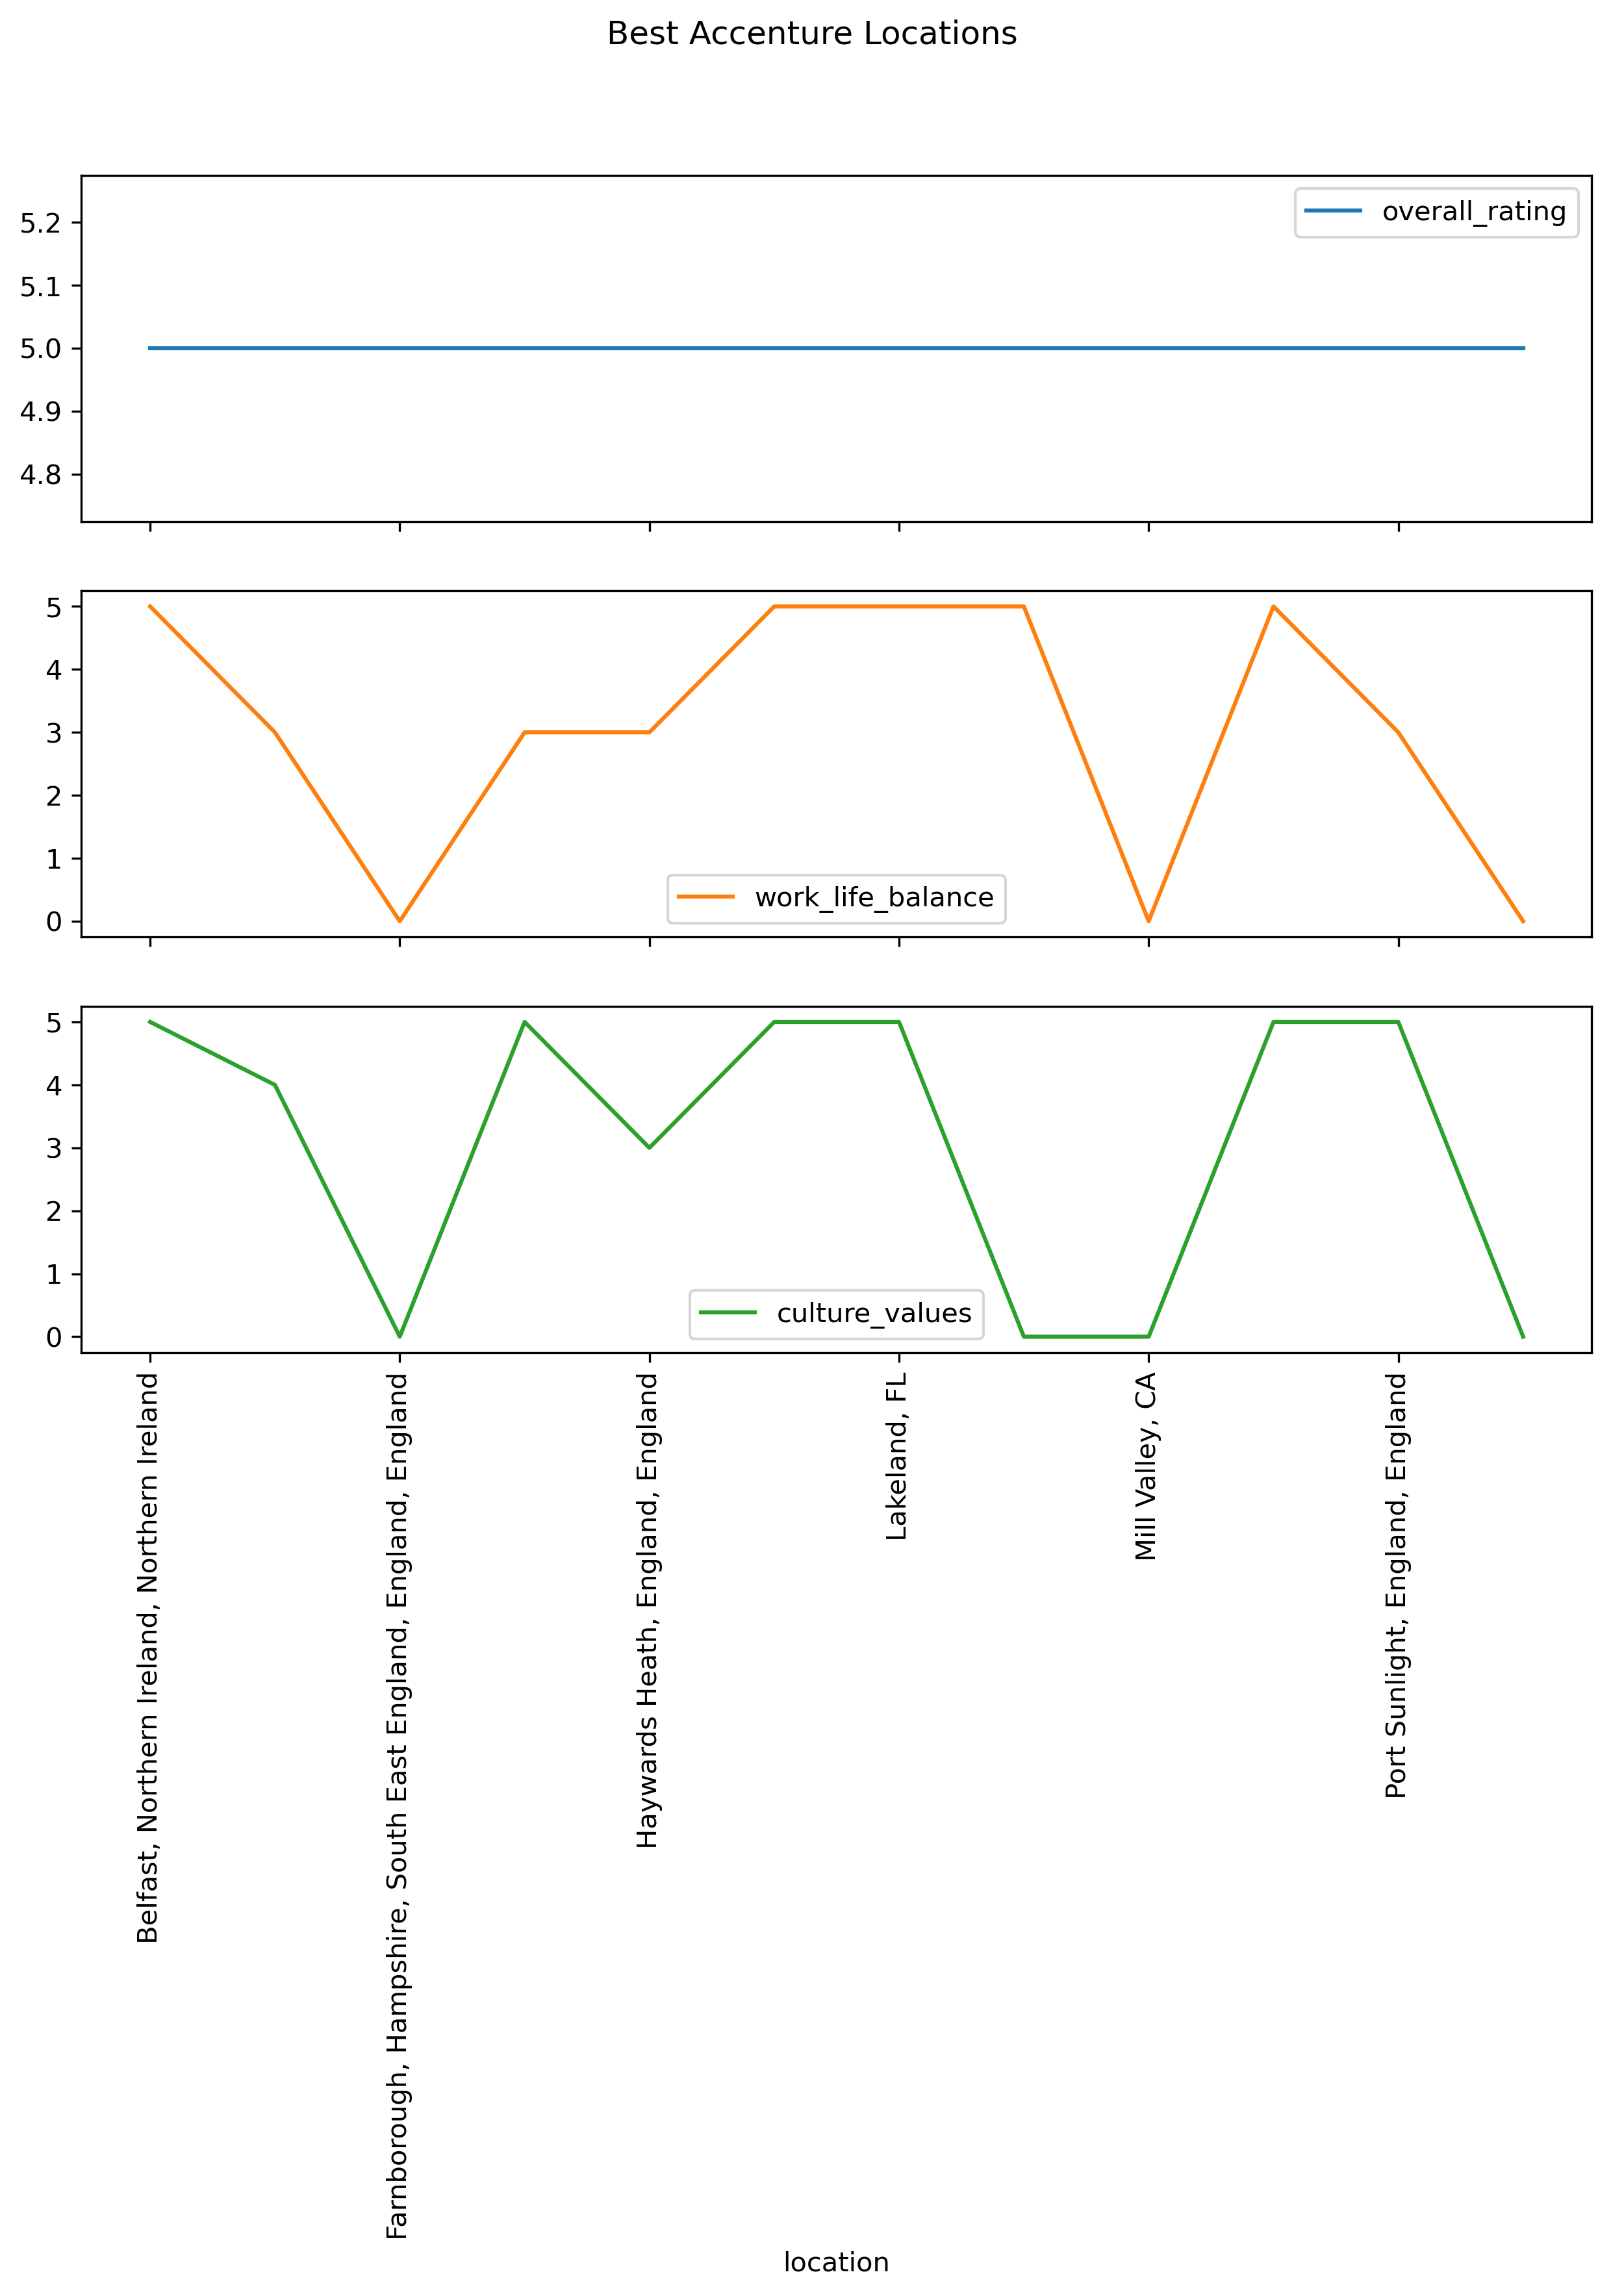 Best Accenture Locations
5.2
5.1
5.0
4.9
4.8
overall_rating
5
4
3
2
1
0
work_life_balance
5
4
3
2
1
0
culture_values
Belfast, Northern Ireland, Northern Ireland
Farnborough, Hampshire, South East England, England, England
Haywards Heath, England, England
Lakeland, FL
Mill Valley, CA
Port Sunlight, England, England
location